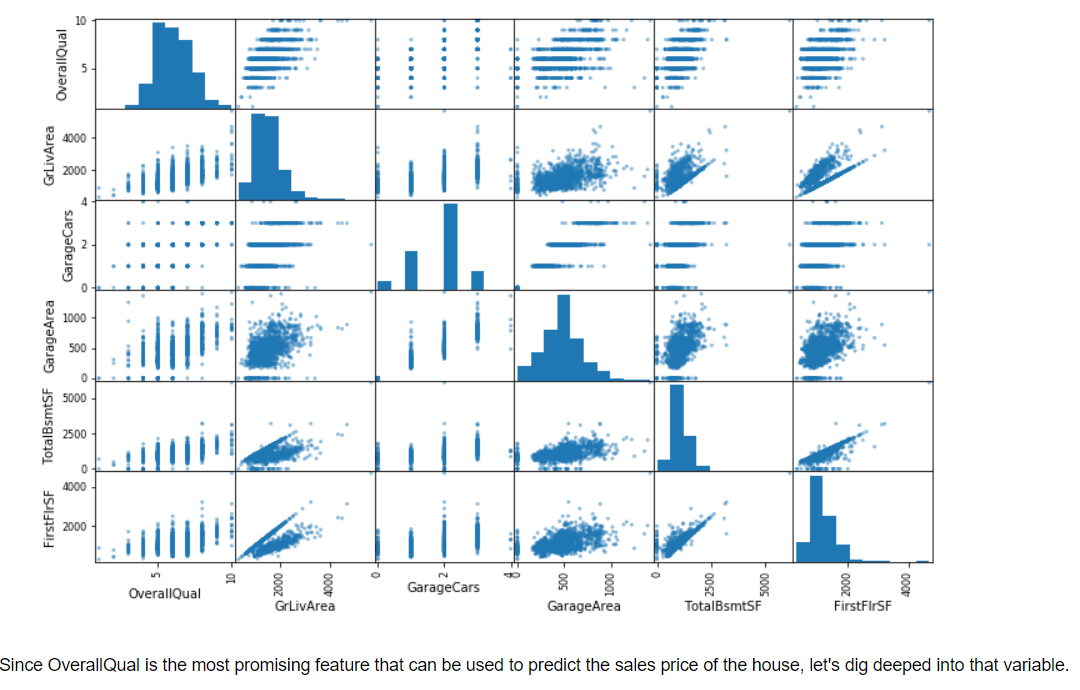 OverallQual
10
5
GrLivArea
4000
2000
GarageCars
4
2
0
GarageArea
1000
500
0
TotalBsmtSF
5000
2500
0
FirstFlrSF
4000
2000
5 10 2000 4000 0 2 4 0 500 1000 0 2500 5000 2000 4000
OverallQual GrLivArea GarageCars GarageArea TotalBsmtSF FirstFlrSF
Since OverallQual is the most promising feature that can be used to predict the sales price of the house, let's dig deeped into that variable.